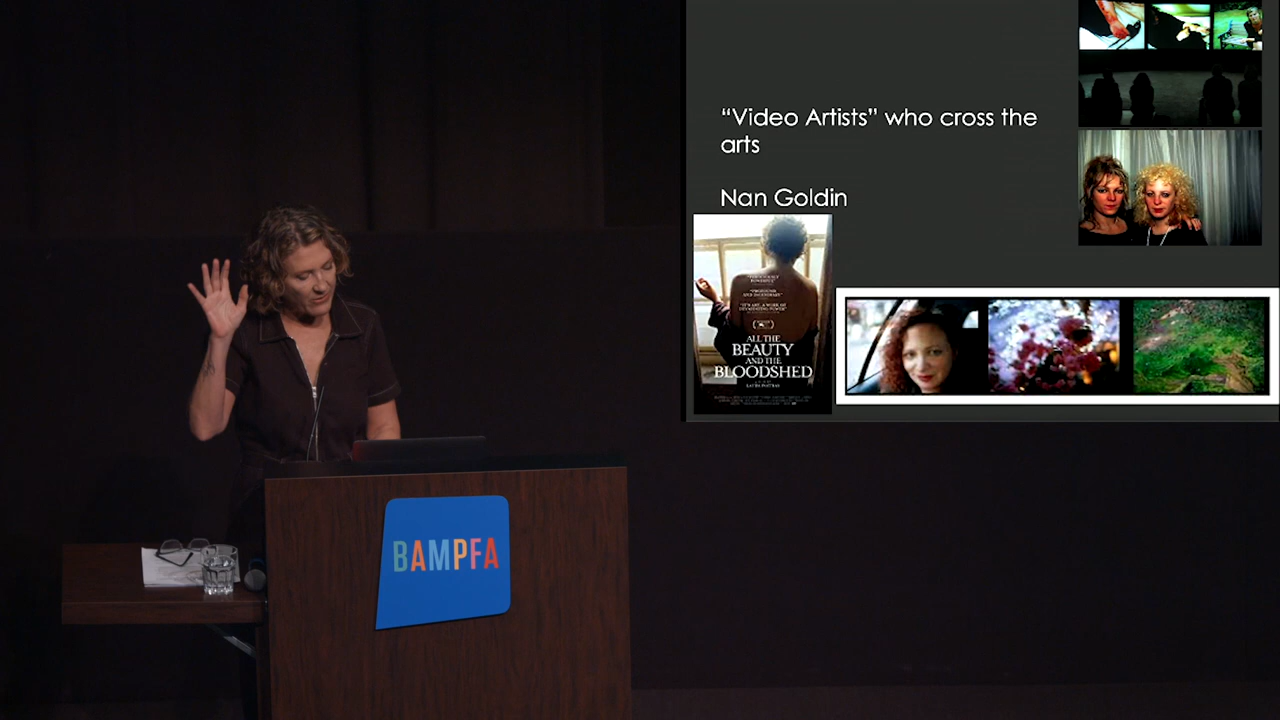 “Video Artists” who cross the
arts
Nan Goldin
ALL THE
BEAUTY
AND THE
BLOODSHED
BAMPFA